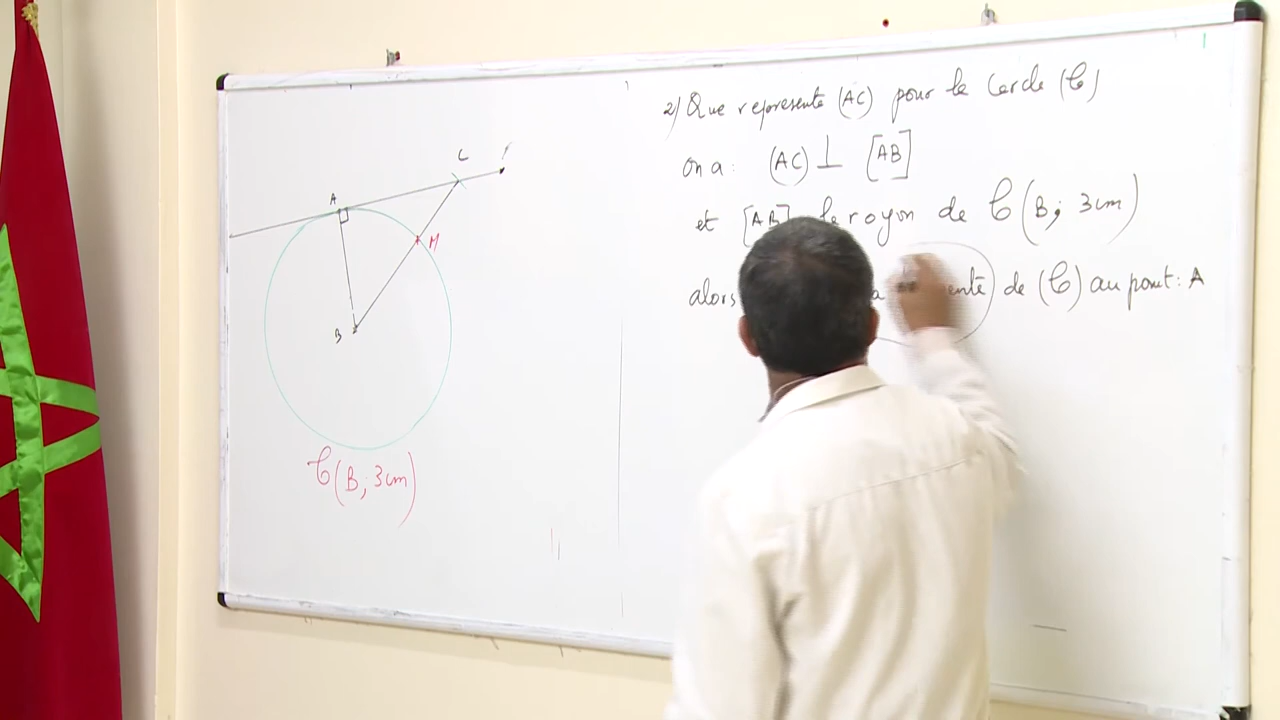 2) Que représente (AC) pour le cercle (C)
on a : (AC) ⊥ [AB]
et [AB] le rayon de C(B; 3cm)
alors de (C) au point : A
A
C
M
B
C(B; 3cm)